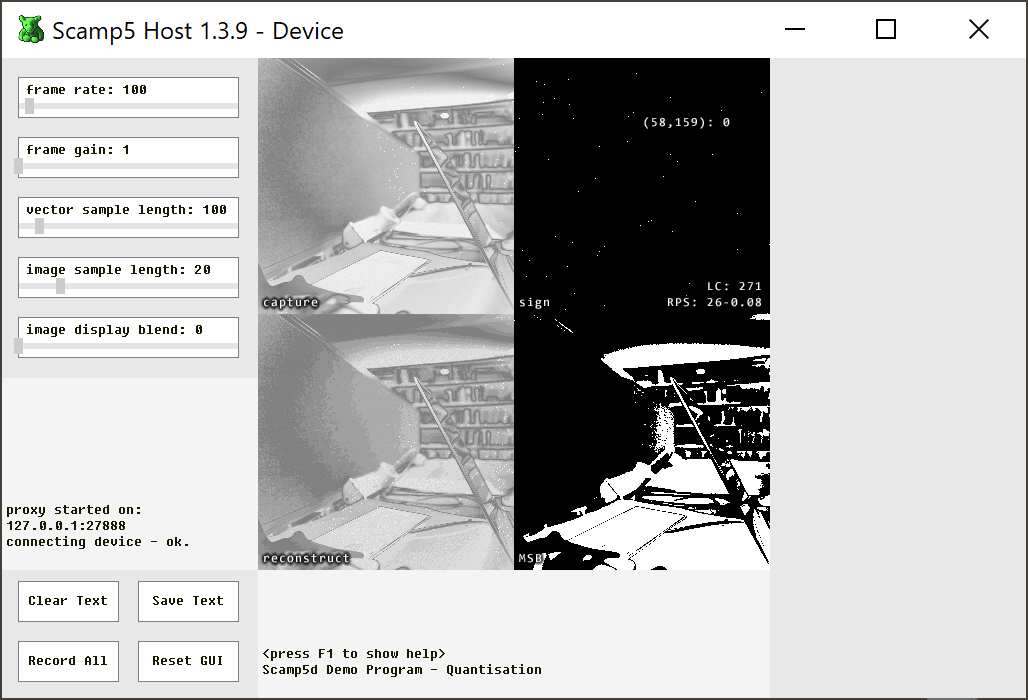 Scamp5 Host 1.3.9 - Device
frame rate: 100
frame gain: 1
vector sample length: 100
image sample length: 20
image display blend: 0
proxy started on:
127.0.0.1:27888
connecting device - ok.
Clear Text
Save Text
Record All
Reset GUI
capture
(58,159): 0
LC: 271
sign
RPS: 26-0.08
reconstruct
MSB
<press F1 to show help>
Scamp5d Demo Program - Quantisation